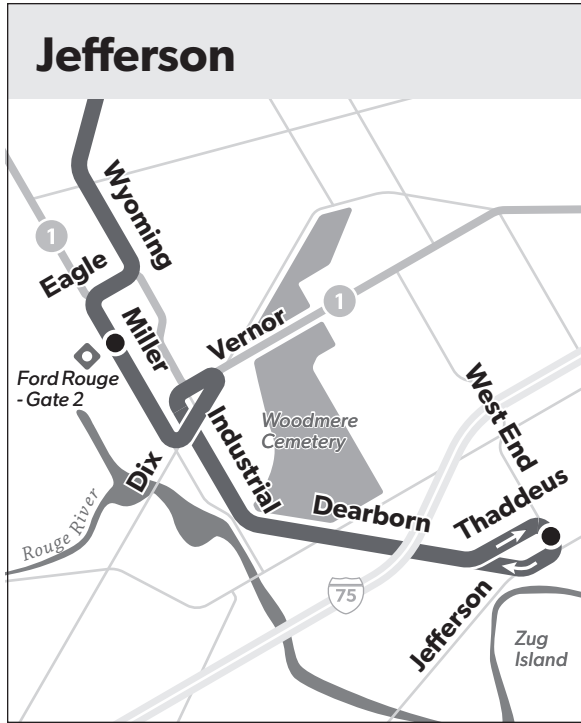 Jefferson
Wyoming
1
Eagle
Miller
1
Vernor
Ford Rouge
- Gate 2
West End
Woodmere
Cemetery
Industrial
Dix
Dearborn
Thaddeus
Rouge River
75
Jefferson
Zug
Island